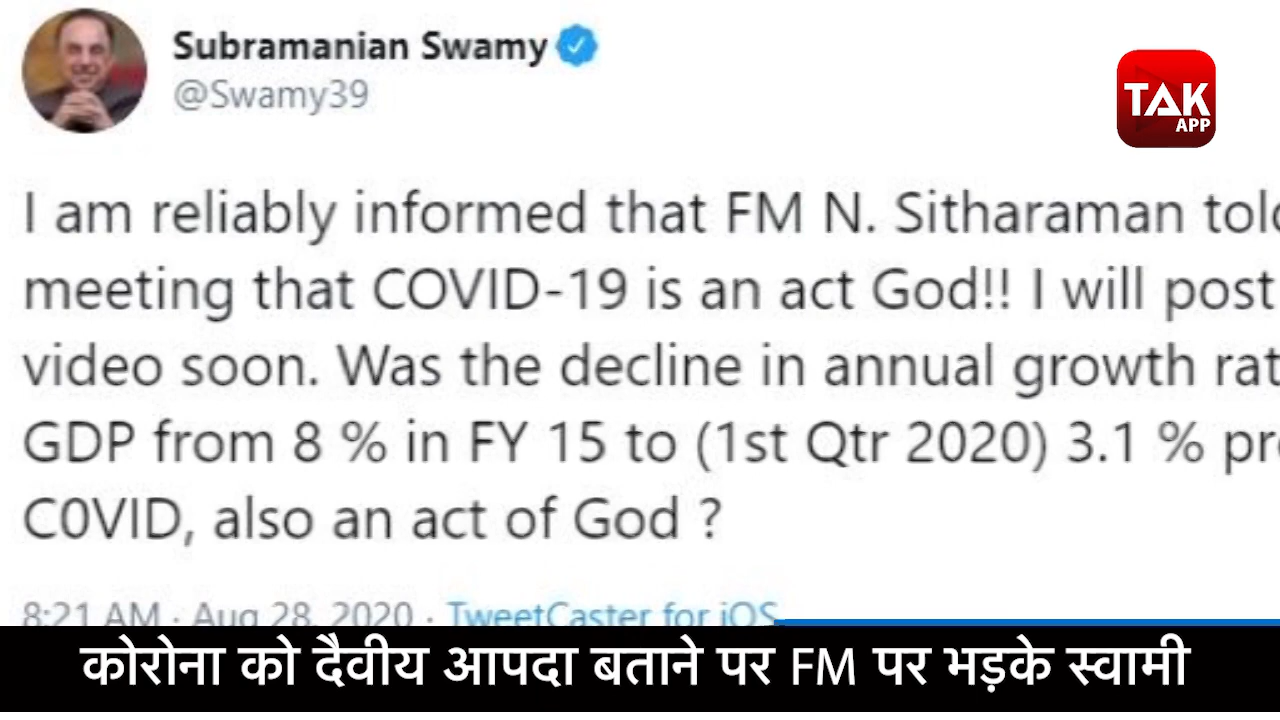 Subramanian Swamy
@Swamy39
TAK
APP
I am reliably informed that FM N. Sitharaman
meeting that COVID-19 is an act God!! I will post
video soon. Was the decline in annual growth
GDP from 8 % in FY 15 to (1st Qtr 2020) 3.1 %
C0VID, also an act of God ?
8:21 AM · Aug 28, 2020 · TweetCaster for iOS
कोरोना को दैवीय आपदा बताने पर FM पर भड़के स्वामी